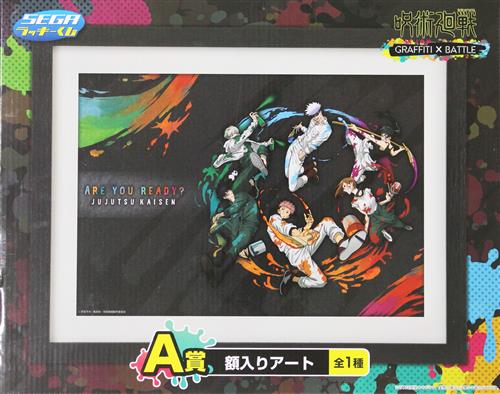 SEGA
ラッキーくじ
呪術廻戦
GRAFFITI × BATTLE
ARE YOU READY?
JUJUTSU KAISEN
A賞 額入りアート 全1種